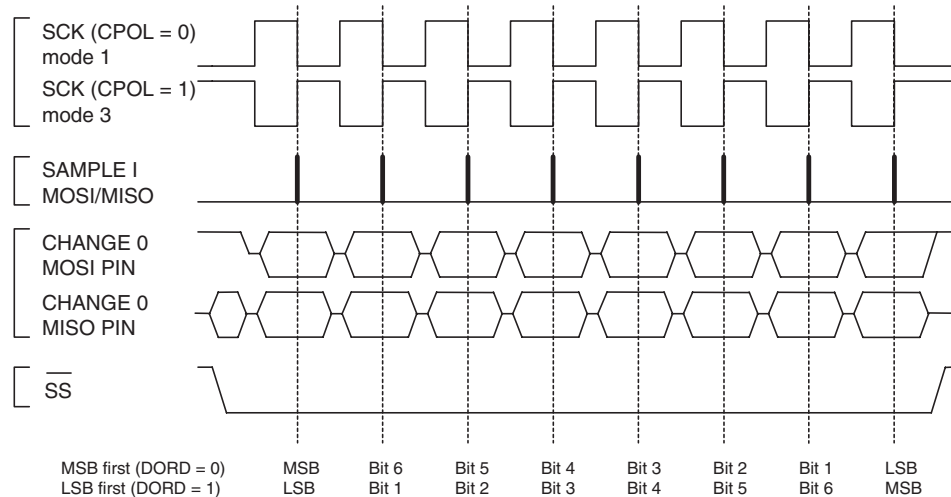 SCK (CPOL = 0)
mode 1
SCK (CPOL = 1)
mode 3
SAMPLE I
MOSI/MISO
CHANGE 0
MOSI PIN
CHANGE 0
MISO PIN
SS
MSB first (DORD = 0) MSB Bit 6 Bit 5 Bit 4 Bit 3 Bit 2 Bit 1 LSB
LSB first (DORD = 1) LSB Bit 1 Bit 2 Bit 3 Bit 4 Bit 5 Bit 6 MSB